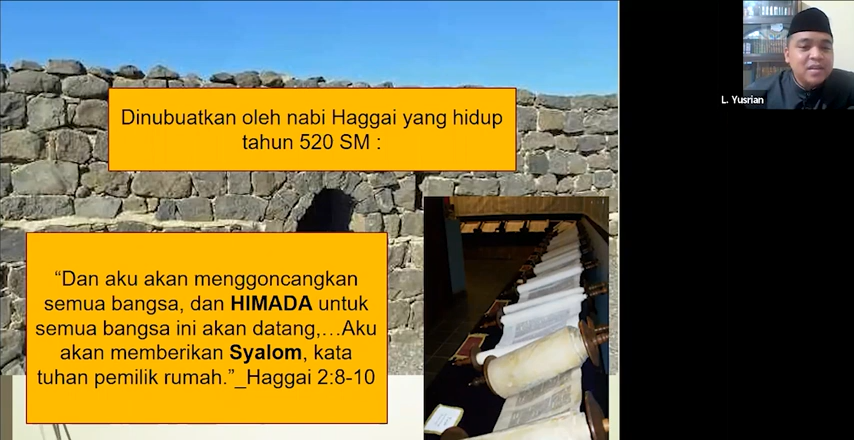 Dinubuatkan oleh nabi Haggai yang hidup
tahun 520 SM :
L. Yusrian
“Dan aku akan menggoncangkan
semua bangsa, dan HIMADA untuk
semua bangsa ini akan datang,…Aku
akan memberikan Syalom, kata
tuhan pemilik rumah.”_Haggai 2:8-10